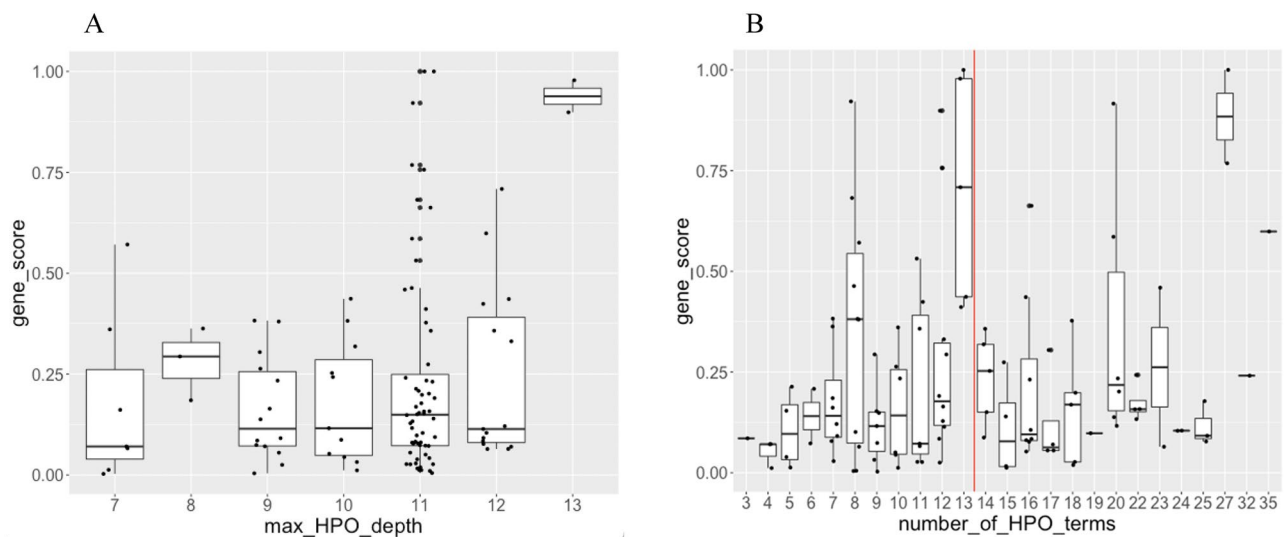 A
B
1.00
0.75
0.50
0.25
0.00
gene_score
7 8 9 10 11 12 13
max_HPO_depth
1.00
0.75
0.50
0.25
0.00
gene_score
3 4 5 6 7 8 9 10 11 12 13 14 15 16 17 18 19 20 22 23 24 25 27 32 35
number_of_HPO_terms